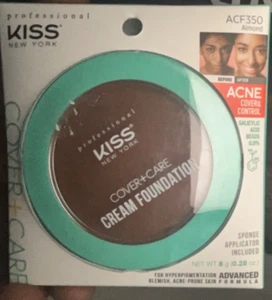 professional
KISS
NEW YORK
ACF350
Almond
BEFORE AFTER
ACNE
COVER &
CONTROL
SALICYLIC
ACID
BEADS
professional
KISS
NEW YORK
COVER+CARE
CREAM FOUNDATION
COVER+CARE
NET WT 8 g (0.28 oz)
SPONGE
APPLICATOR
INCLUDED
FOR HYPERPIGMENTATION ADVANCED
BLEMISH, ACNE-PRONE SKIN FORMULA